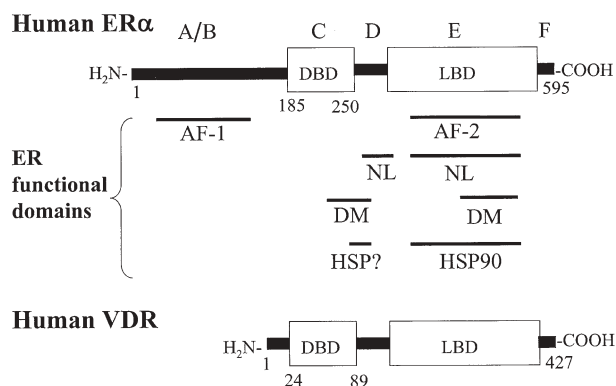 Human ERα
A/B C D E F
H₂N- DBD LBD -COOH
1 185 250 595
AF-1 AF-2
ER functional domains
NL NL
DM DM
HSP? HSP90
Human VDR
H₂N- DBD LBD -COOH
1 24 89 427